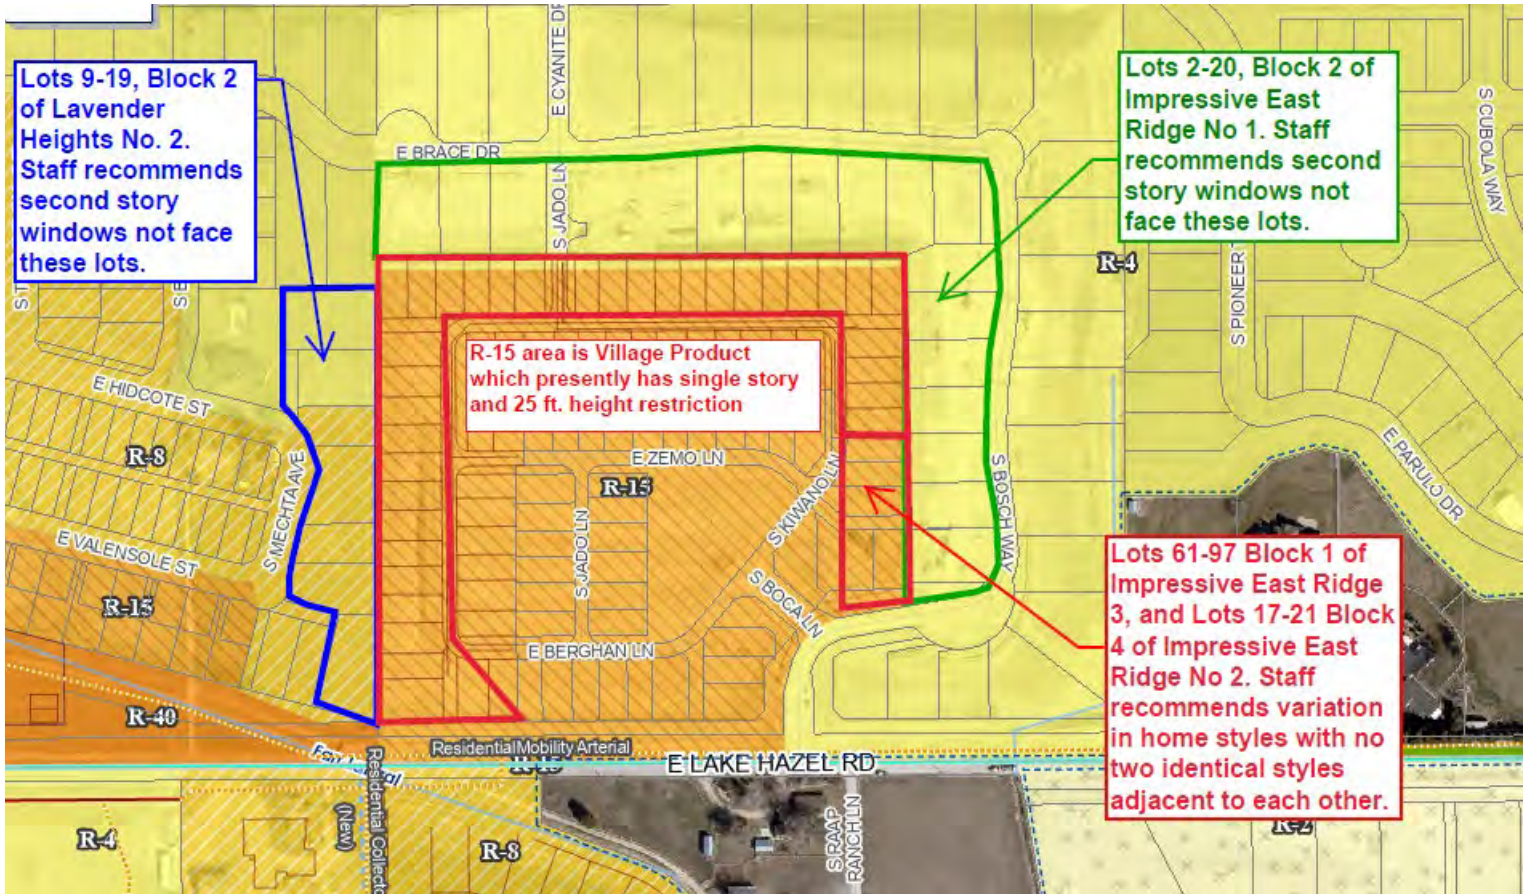 Lots 9-19, Block 2
of Lavender
Heights No. 2.
Staff recommends
second story
windows not face
these lots.
Lots 2-20, Block 2 of
Impressive East
Ridge No 1. Staff
recommends second
story windows not
face these lots.
R-15 area is Village Product
which presently has single story
and 25 ft. height restriction
Lots 61-97 Block 1 of
Impressive East Ridge
3, and Lots 17-21 Block
4 of Impressive East
Ridge No 2. Staff
recommends variation
in home styles with no
two identical styles
adjacent to each other.
E CYANITE DR
E BRACE DR
S JADO LN
S CUBOLA WAY
R-4
S PIONEER
E HIDCOTE ST
R-8
S MECHTA AVE
E VALENSOLE ST
R-15
E ZEMO LN
R-15
S KIWANO LN
S JADO LN
S BOCA LN
E BERGHAN LN
S BOSCH WAY
E PARULO DR
R-40
Residential Mobility Arterial
E LAKE HAZEL RD
Residential Collecto
(New)
S RAAP
RANCH LN
R-4
R-8
R-2